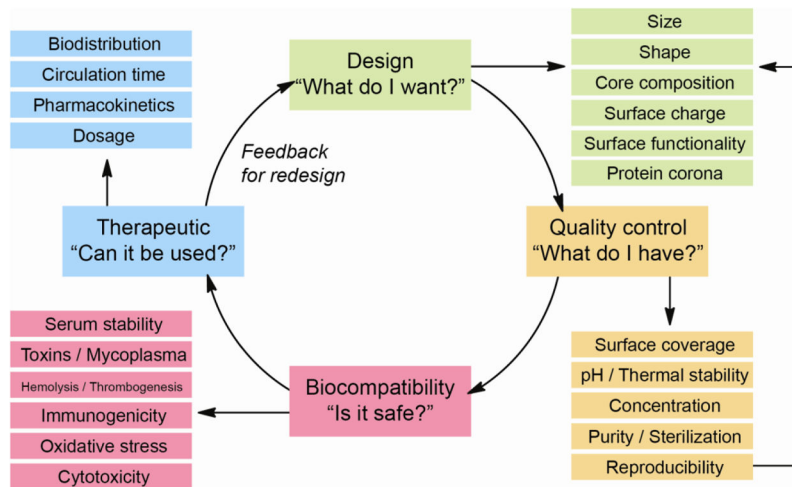 Biodistribution
Circulation time
Pharmacokinetics
Dosage
Design
"What do I want?"
Size
Shape
Core composition
Surface charge
Surface functionality
Protein corona
Feedback
for redesign
Therapeutic
"Can it be used?"
Quality control
"What do I have?"
Serum stability
Toxins / Mycoplasma
Hemolysis / Thrombogenesis
Immunogenicity
Oxidative stress
Cytotoxicity
Biocompatibility
"Is it safe?"
Surface coverage
pH / Thermal stability
Concentration
Purity / Sterilization
Reproducibility